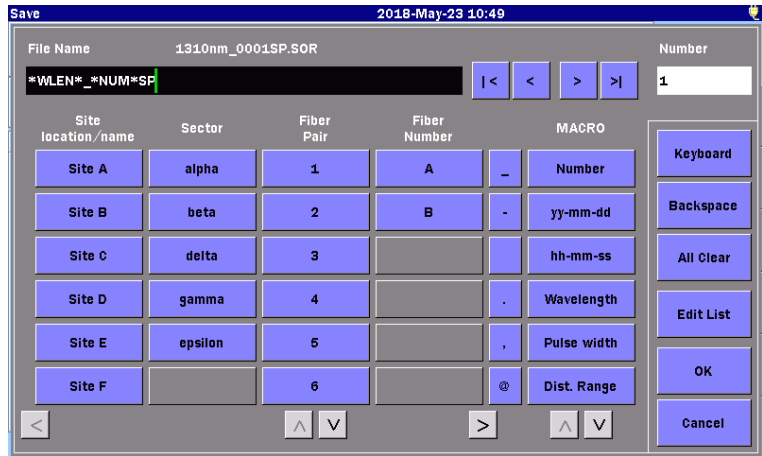 Save 2018-May-23 10:49
File Name 1310nm_0001SP.SOR Number
*WLEN*_*NUM*SP |< < > >| 1
Site location/name Sector Fiber Pair Fiber Number MACRO
Site A alpha 1 A _ Number Keyboard
Site B beta 2 B - yy-mm-dd Backspace
Site C delta 3 hh-mm-ss All Clear
Site D gamma 4 . Wavelength Edit List
Site E epsilon 5 , Pulse width OK
Site F 6 @ Dist. Range
< Λ V > Λ V Cancel